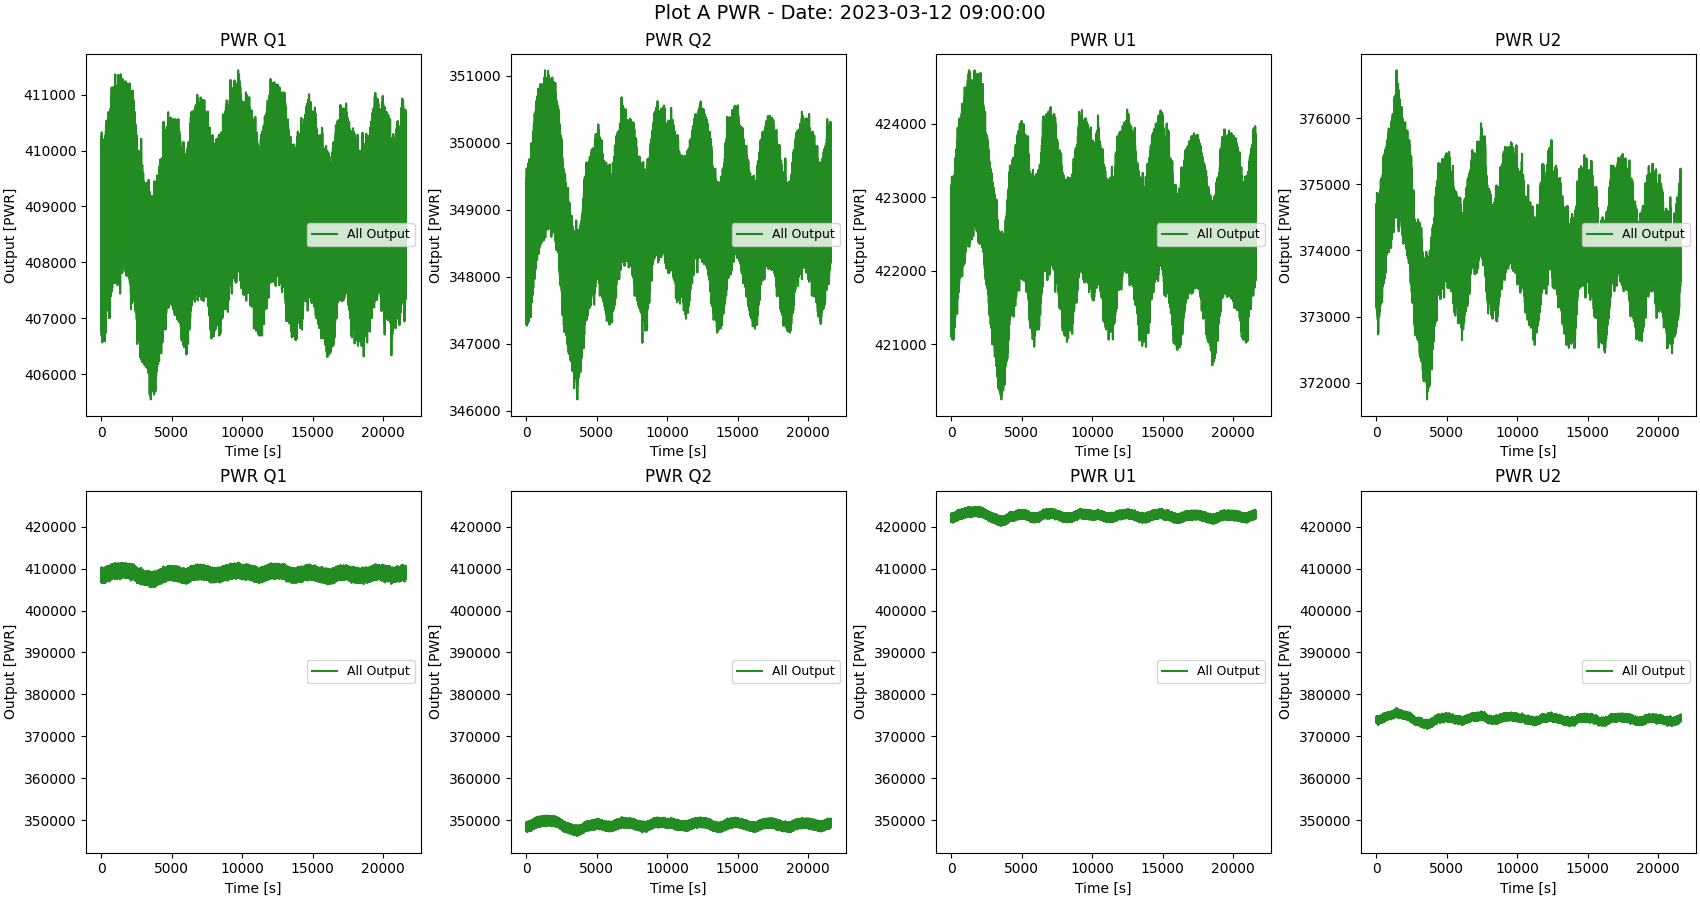 Plot A PWR - Date: 2023-03-12 09:00:00
PWR Q1
411000
410000
409000
408000
407000
406000
Output [PWR]
All Output
0 5000 10000 15000 20000
Time [s]
PWR Q2
351000
350000
349000
348000
347000
346000
Output [PWR]
All Output
0 5000 10000 15000 20000
Time [s]
PWR U1
424000
423000
422000
421000
Output [PWR]
All Output
0 5000 10000 15000 20000
Time [s]
PWR U2
376000
375000
374000
373000
372000
Output [PWR]
All Output
0 5000 10000 15000 20000
Time [s]
PWR Q1
420000
410000
400000
390000
380000
370000
360000
350000
Output [PWR]
All Output
0 5000 10000 15000 20000
Time [s]
PWR Q2
420000
410000
400000
390000
380000
370000
360000
350000
Output [PWR]
All Output
0 5000 10000 15000 20000
Time [s]
PWR U1
420000
410000
400000
390000
380000
370000
360000
350000
Output [PWR]
All Output
0 5000 10000 15000 20000
Time [s]
PWR U2
420000
410000
400000
390000
380000
370000
360000
350000
Output [PWR]
All Output
0 5000 10000 15000 20000
Time [s]